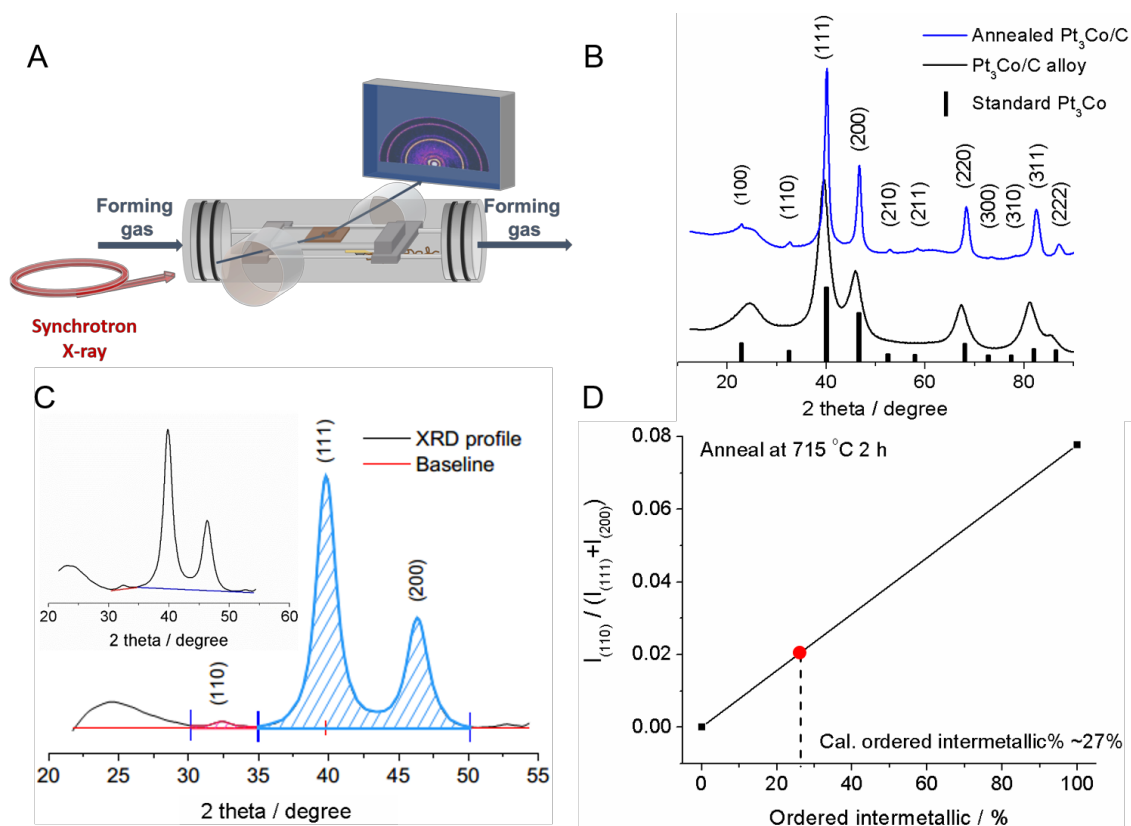 A
Forming
gas
Forming
gas
Synchrotron
X-ray
B
Annealed Pt₃Co/C
Pt₃Co/C alloy
Standard Pt₃Co
(111)
(200)
(100)
(110)
(210)
(211)
(220)
(300)
(310)
(311)
(222)
20
40
60
80
2 theta / degree
C
XRD profile
Baseline
(111)
(200)
(110)
20
30
40
50
60
2 theta / degree
20
25
30
35
40
45
50
55
2 theta / degree
D
Anneal at 715 °C 2 h
0.08
0.06
0.04
0.02
0.00
I₍₁₁₀₎ / (I₍₁₁₁₎+I₍₂₀₀₎)
Cal. ordered intermetallic% ~27%
0
20
40
60
80
100
Ordered intermetallic / %